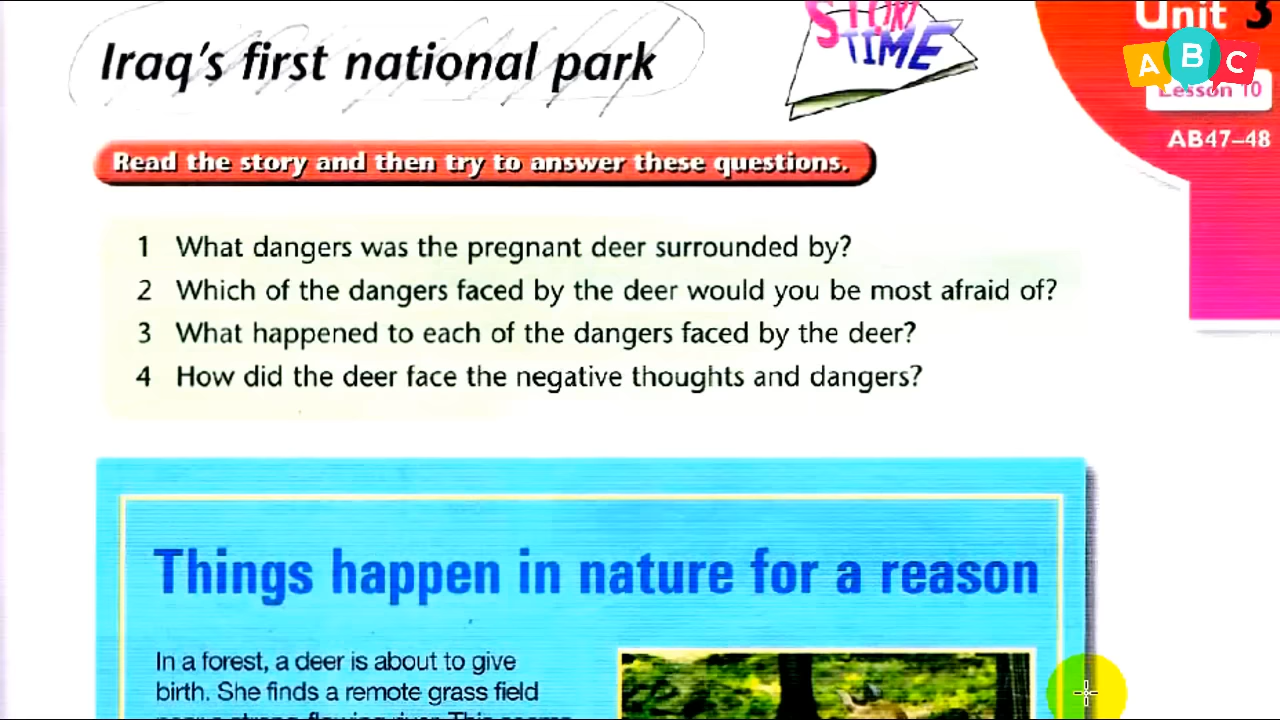 Iraq's first national park
STORY
TIME
Unit 3
A B C
Lesson 10
AB47–48
Read the story and then try to answer these questions.
1 What dangers was the pregnant deer surrounded by?
2 Which of the dangers faced by the deer would you be most afraid of?
3 What happened to each of the dangers faced by the deer?
4 How did the deer face the negative thoughts and dangers?
Things happen in nature for a reason
In a forest, a deer is about to give
birth. She finds a remote grass field